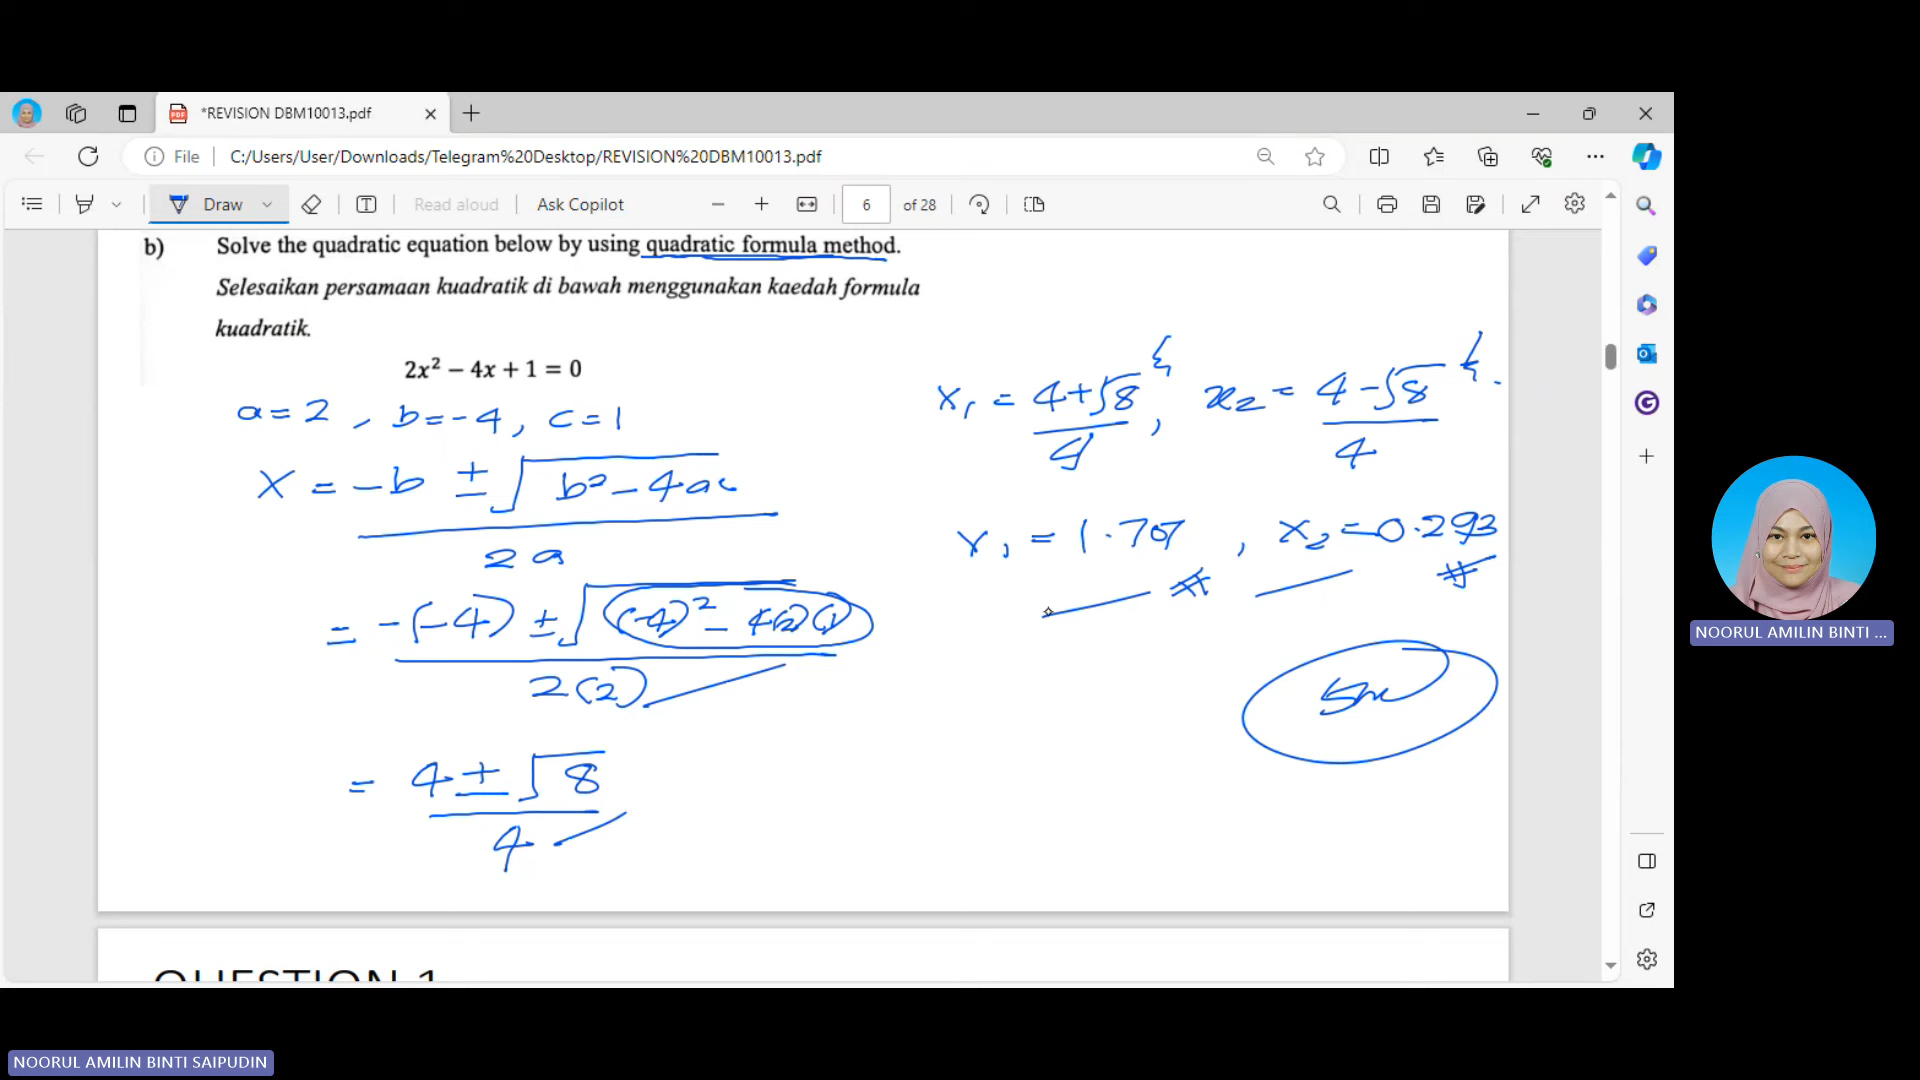 *REVISION DBM10013.pdf
File
C:/Users/User/Downloads/Telegram%20Desktop/REVISION%20DBM10013.pdf
Draw
Read aloud
Ask Copilot
6 of 28
b) Solve the quadratic equation below by using quadratic formula method.
Selesaikan persamaan kuadratik di bawah menggunakan kaedah formula
kuadratik.
2x² − 4x + 1 = 0
a = 2 , b = -4 , c = 1
x = -b ± √(b² - 4ac)
2a
= -(-4) ± √((-4)² - 4(2)(1))
2(2)
= 4 ± √8
4
x₁ = 4 + √8 , x₂ = 4 - √8
4 4
x₁ = 1.707 , x₂ = 0.293
5m
QUESTION 1
NOORUL AMILIN BINTI ...
NOORUL AMILIN BINTI SAIPUDIN